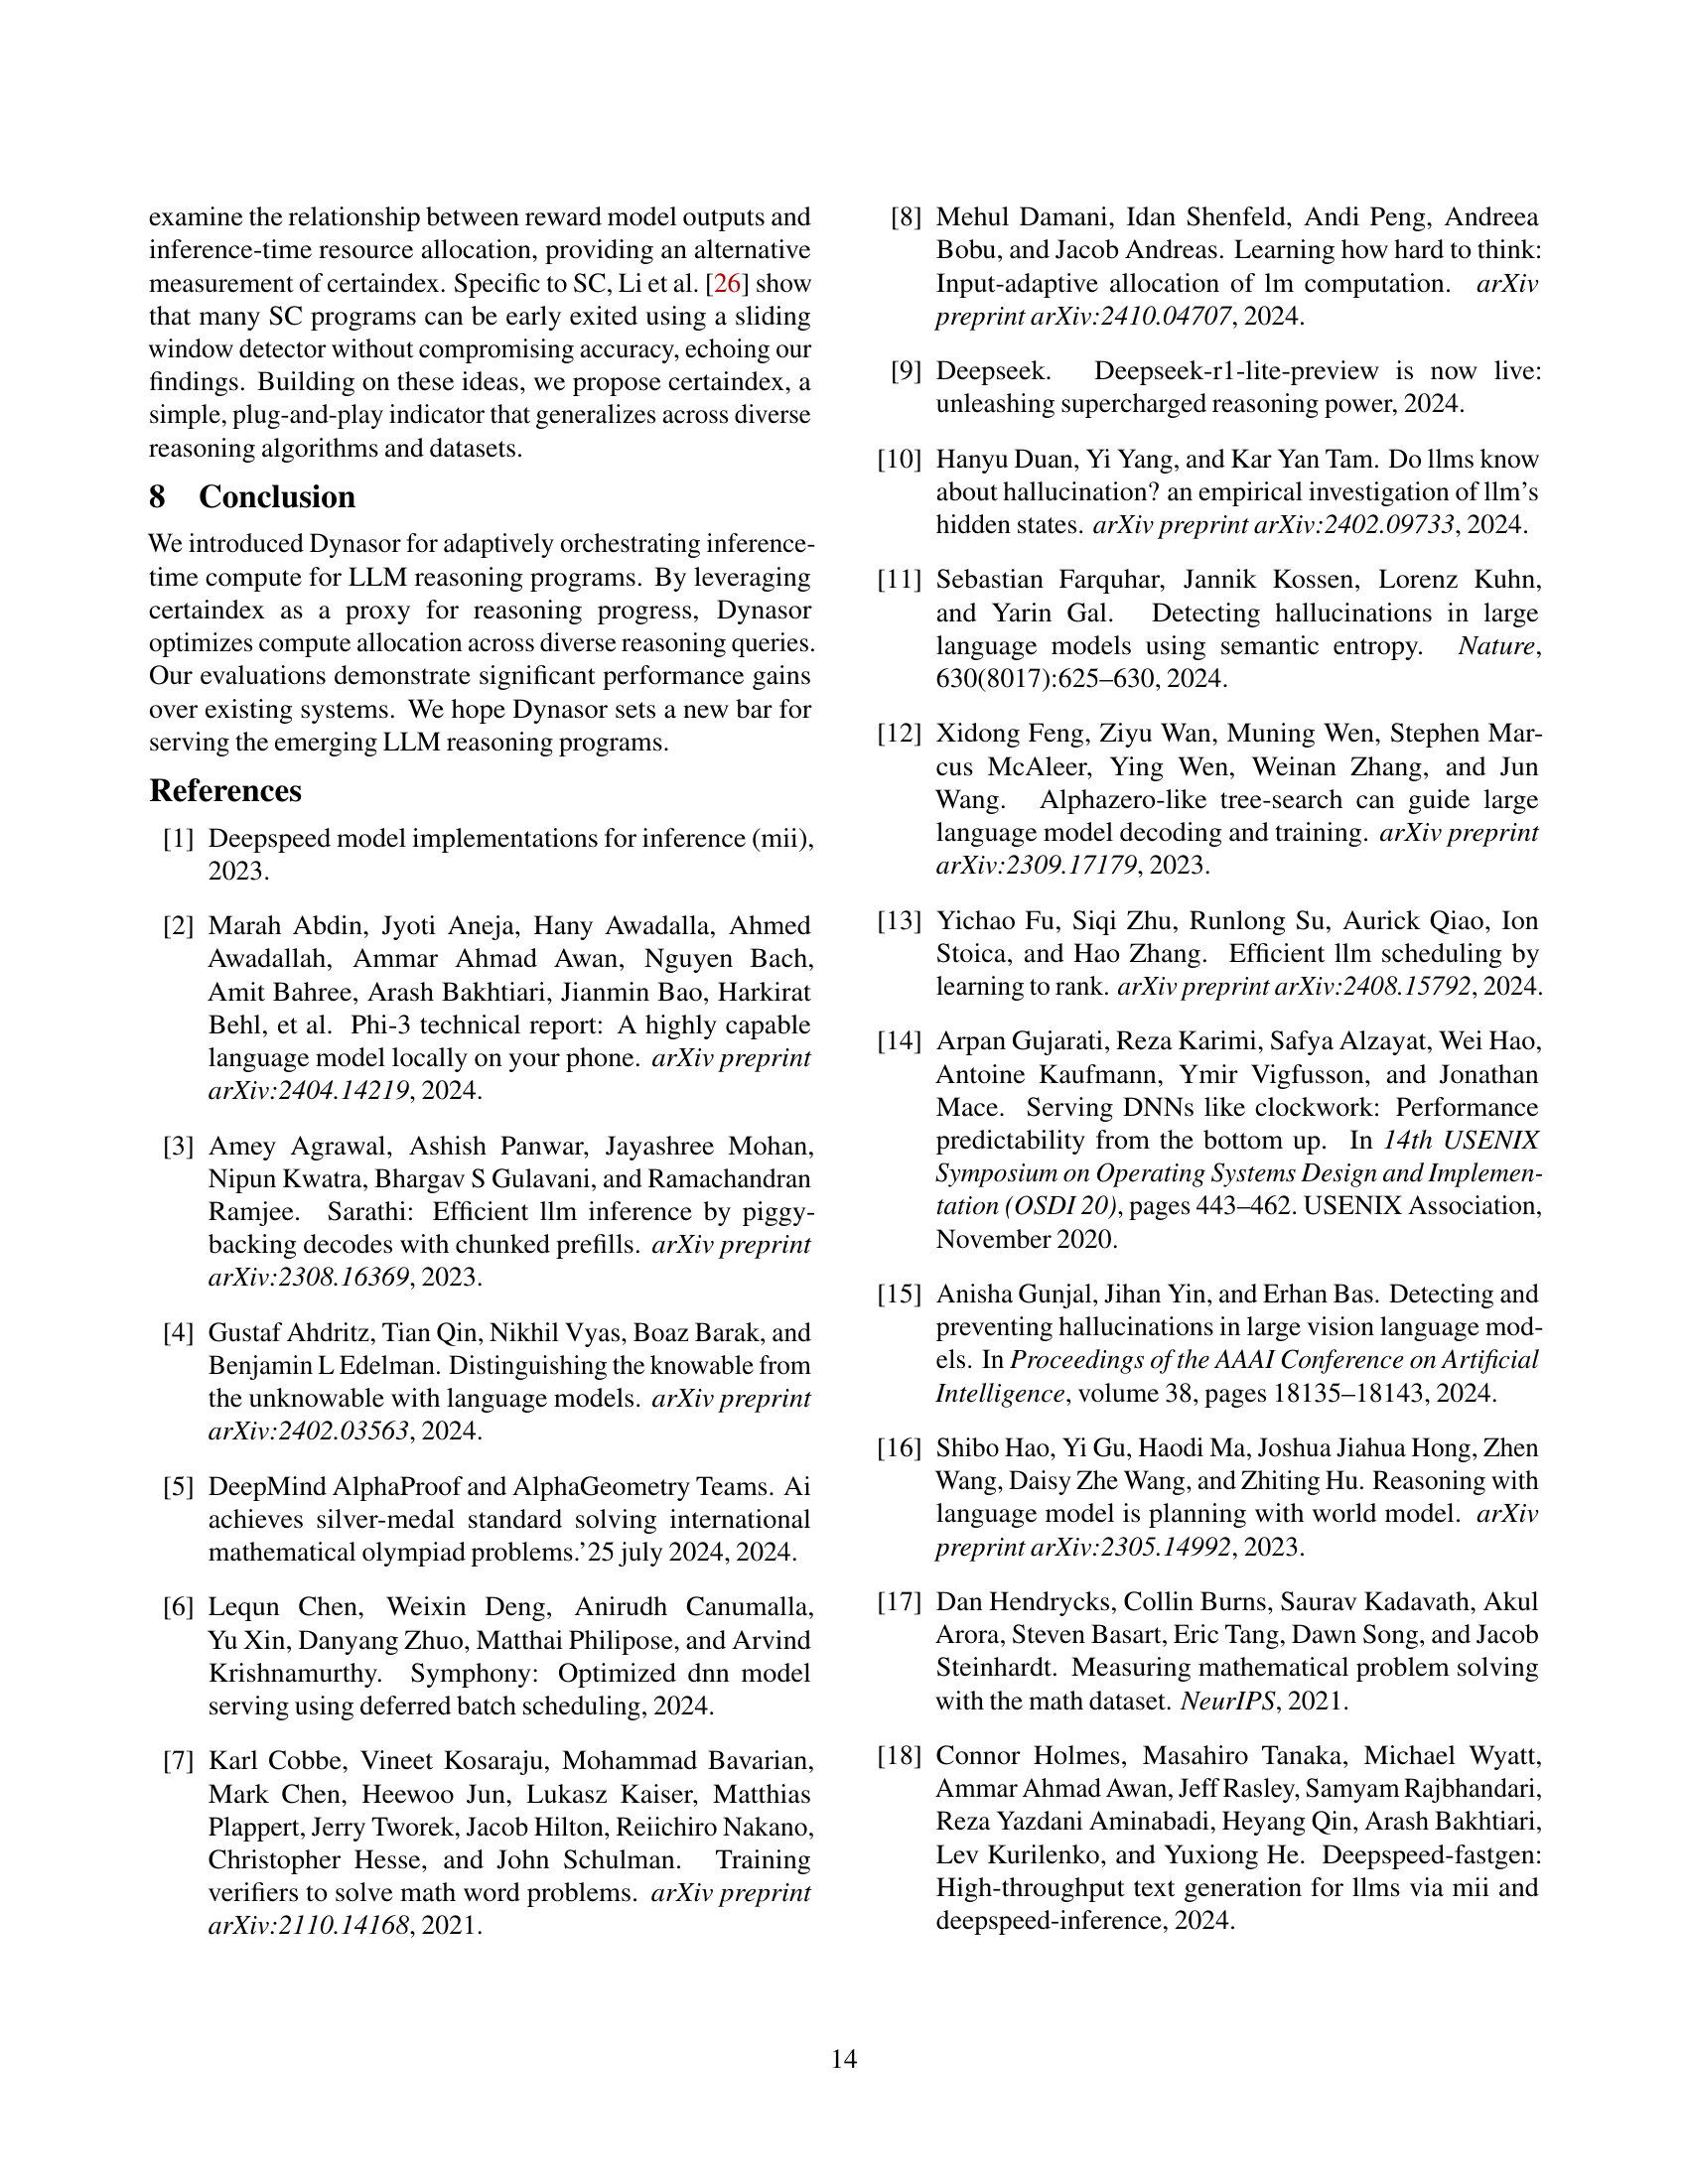 examine the relationship between reward model outputs and
inference-time resource allocation, providing an alternative
measurement of certaindex. Specific to SC, Li et al. [26] show
that many SC programs can be early exited using a sliding
window detector without compromising accuracy, echoing our
findings. Building on these ideas, we propose certaindex, a
simple, plug-and-play indicator that generalizes across diverse
reasoning algorithms and datasets.
8 Conclusion
We introduced Dynasor for adaptively orchestrating inference-
time compute for LLM reasoning programs. By leveraging
certaindex as a proxy for reasoning progress, Dynasor
optimizes compute allocation across diverse reasoning queries.
Our evaluations demonstrate significant performance gains
over existing systems. We hope Dynasor sets a new bar for
serving the emerging LLM reasoning programs.
References
[1] Deepspeed model implementations for inference (mii),
2023.
[2] Marah Abdin, Jyoti Aneja, Hany Awadalla, Ahmed
Awadallah, Ammar Ahmad Awan, Nguyen Bach,
Amit Bahree, Arash Bakhtiari, Jianmin Bao, Harkirat
Behl, et al. Phi-3 technical report: A highly capable
language model locally on your phone. arXiv preprint
arXiv:2404.14219, 2024.
[3] Amey Agrawal, Ashish Panwar, Jayashree Mohan,
Nipun Kwatra, Bhargav S Gulavani, and Ramachandran
Ramjee. Sarathi: Efficient llm inference by piggy-
backing decodes with chunked prefills. arXiv preprint
arXiv:2308.16369, 2023.
[4] Gustaf Ahdritz, Tian Qin, Nikhil Vyas, Boaz Barak, and
Benjamin L Edelman. Distinguishing the knowable from
the unknowable with language models. arXiv preprint
arXiv:2402.03563, 2024.
[5] DeepMind AlphaProof and AlphaGeometry Teams. Ai
achieves silver-medal standard solving international
mathematical olympiad problems.’25 july 2024, 2024.
[6] Lequn Chen, Weixin Deng, Anirudh Canumalla,
Yu Xin, Danyang Zhuo, Matthai Philipose, and Arvind
Krishnamurthy. Symphony: Optimized dnn model
serving using deferred batch scheduling, 2024.
[7] Karl Cobbe, Vineet Kosaraju, Mohammad Bavarian,
Mark Chen, Heewoo Jun, Lukasz Kaiser, Matthias
Plappert, Jerry Tworek, Jacob Hilton, Reiichiro Nakano,
Christopher Hesse, and John Schulman. Training
verifiers to solve math word problems. arXiv preprint
arXiv:2110.14168, 2021.
[8] Mehul Damani, Idan Shenfeld, Andi Peng, Andreea
Bobu, and Jacob Andreas. Learning how hard to think:
Input-adaptive allocation of lm computation. arXiv
preprint arXiv:2410.04707, 2024.
[9] Deepseek. Deepseek-r1-lite-preview is now live:
unleashing supercharged reasoning power, 2024.
[10] Hanyu Duan, Yi Yang, and Kar Yan Tam. Do llms know
about hallucination? an empirical investigation of llm’s
hidden states. arXiv preprint arXiv:2402.09733, 2024.
[11] Sebastian Farquhar, Jannik Kossen, Lorenz Kuhn,
and Yarin Gal. Detecting hallucinations in large
language models using semantic entropy. Nature,
630(8017):625–630, 2024.
[12] Xidong Feng, Ziyu Wan, Muning Wen, Stephen Mar-
cus McAleer, Ying Wen, Weinan Zhang, and Jun
Wang. Alphazero-like tree-search can guide large
language model decoding and training. arXiv preprint
arXiv:2309.17179, 2023.
[13] Yichao Fu, Siqi Zhu, Runlong Su, Aurick Qiao, Ion
Stoica, and Hao Zhang. Efficient llm scheduling by
learning to rank. arXiv preprint arXiv:2408.15792, 2024.
[14] Arpan Gujarati, Reza Karimi, Safya Alzayat, Wei Hao,
Antoine Kaufmann, Ymir Vigfusson, and Jonathan
Mace. Serving DNNs like clockwork: Performance
predictability from the bottom up. In 14th USENIX
Symposium on Operating Systems Design and Implemen-
tation (OSDI 20), pages 443–462. USENIX Association,
November 2020.
[15] Anisha Gunjal, Jihan Yin, and Erhan Bas. Detecting and
preventing hallucinations in large vision language mod-
els. In Proceedings of the AAAI Conference on Artificial
Intelligence, volume 38, pages 18135–18143, 2024.
[16] Shibo Hao, Yi Gu, Haodi Ma, Joshua Jiahua Hong, Zhen
Wang, Daisy Zhe Wang, and Zhiting Hu. Reasoning with
language model is planning with world model. arXiv
preprint arXiv:2305.14992, 2023.
[17] Dan Hendrycks, Collin Burns, Saurav Kadavath, Akul
Arora, Steven Basart, Eric Tang, Dawn Song, and Jacob
Steinhardt. Measuring mathematical problem solving
with the math dataset. NeurIPS, 2021.
[18] Connor Holmes, Masahiro Tanaka, Michael Wyatt,
Ammar Ahmad Awan, Jeff Rasley, Samyam Rajbhandari,
Reza Yazdani Aminabadi, Heyang Qin, Arash Bakhtiari,
Lev Kurilenko, and Yuxiong He. Deepspeed-fastgen:
High-throughput text generation for llms via mii and
deepspeed-inference, 2024.
14